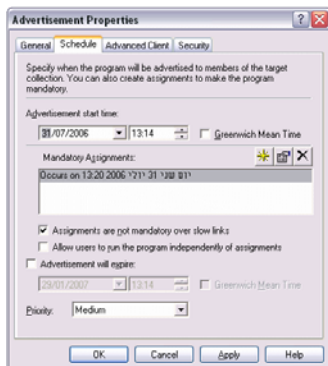 Advertisement Properties
General Schedule Advanced Client Security
Specify when the program will be advertised to members of the target
collection. You can also create assignments to make the program
mandatory.
Advertisement start time:
31/07/2006 13:14 Greenwich Mean Time
Mandatory Assignments:
Occurs on 13:20 2006 יום שני 31 יולי
Assignments are not mandatory over slow links
Allow users to run the program independently of assignments
Advertisement will expire:
29/01/2007 13:14 Greenwich Mean Time
Priority: Medium
OK Cancel Apply Help